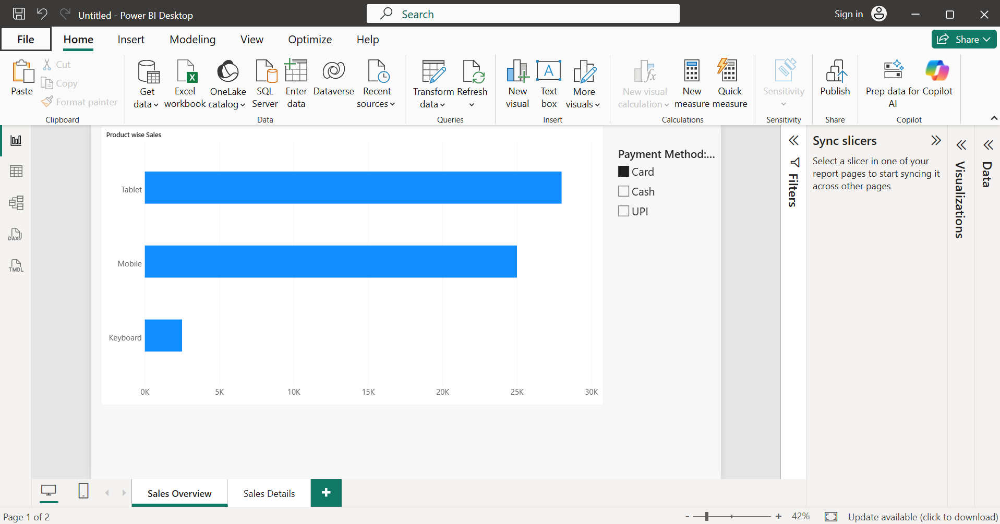 Untitled - Power BI Desktop
Search
Sign in
File
Home
Insert
Modeling
View
Optimize
Help
Share
Paste
Cut
Copy
Format painter
Clipboard
Get
data
Excel
workbook
OneLake
catalog
SQL
Server
Enter
data
Dataverse
Recent
sources
Data
Transform
data
Refresh
Queries
New
visual
A
Text
box
More
visuals
Insert
fx
New visual
calculation
New
measure
Quick
measure
Calculations
Sensitivity
Sensitivity
Publish
Share
Prep data for
AI
Copilot
Copilot
DAX
TMDL
Product wise Sales
Tablet
Mobile
Keyboard
0K
5K
10K
15K
20K
25K
30K
Payment Method:...
Card
Cash
UPI
Filters
Sync slicers
Select a slicer in one of your
report pages to start syncing it
across other pages
Visualizations
Data
Sales Overview
Sales Details
Page 1 of 2
42%
Update available (click to download)